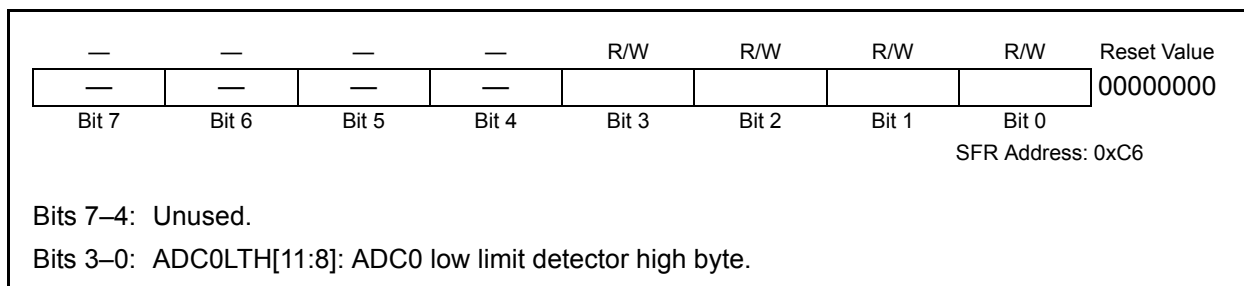 — — — — R/W R/W R/W R/W Reset Value
— — — — 00000000
Bit 7 Bit 6 Bit 5 Bit 4 Bit 3 Bit 2 Bit 1 Bit 0
SFR Address: 0xC6
Bits 7–4: Unused.
Bits 3–0: ADC0LTH[11:8]: ADC0 low limit detector high byte.